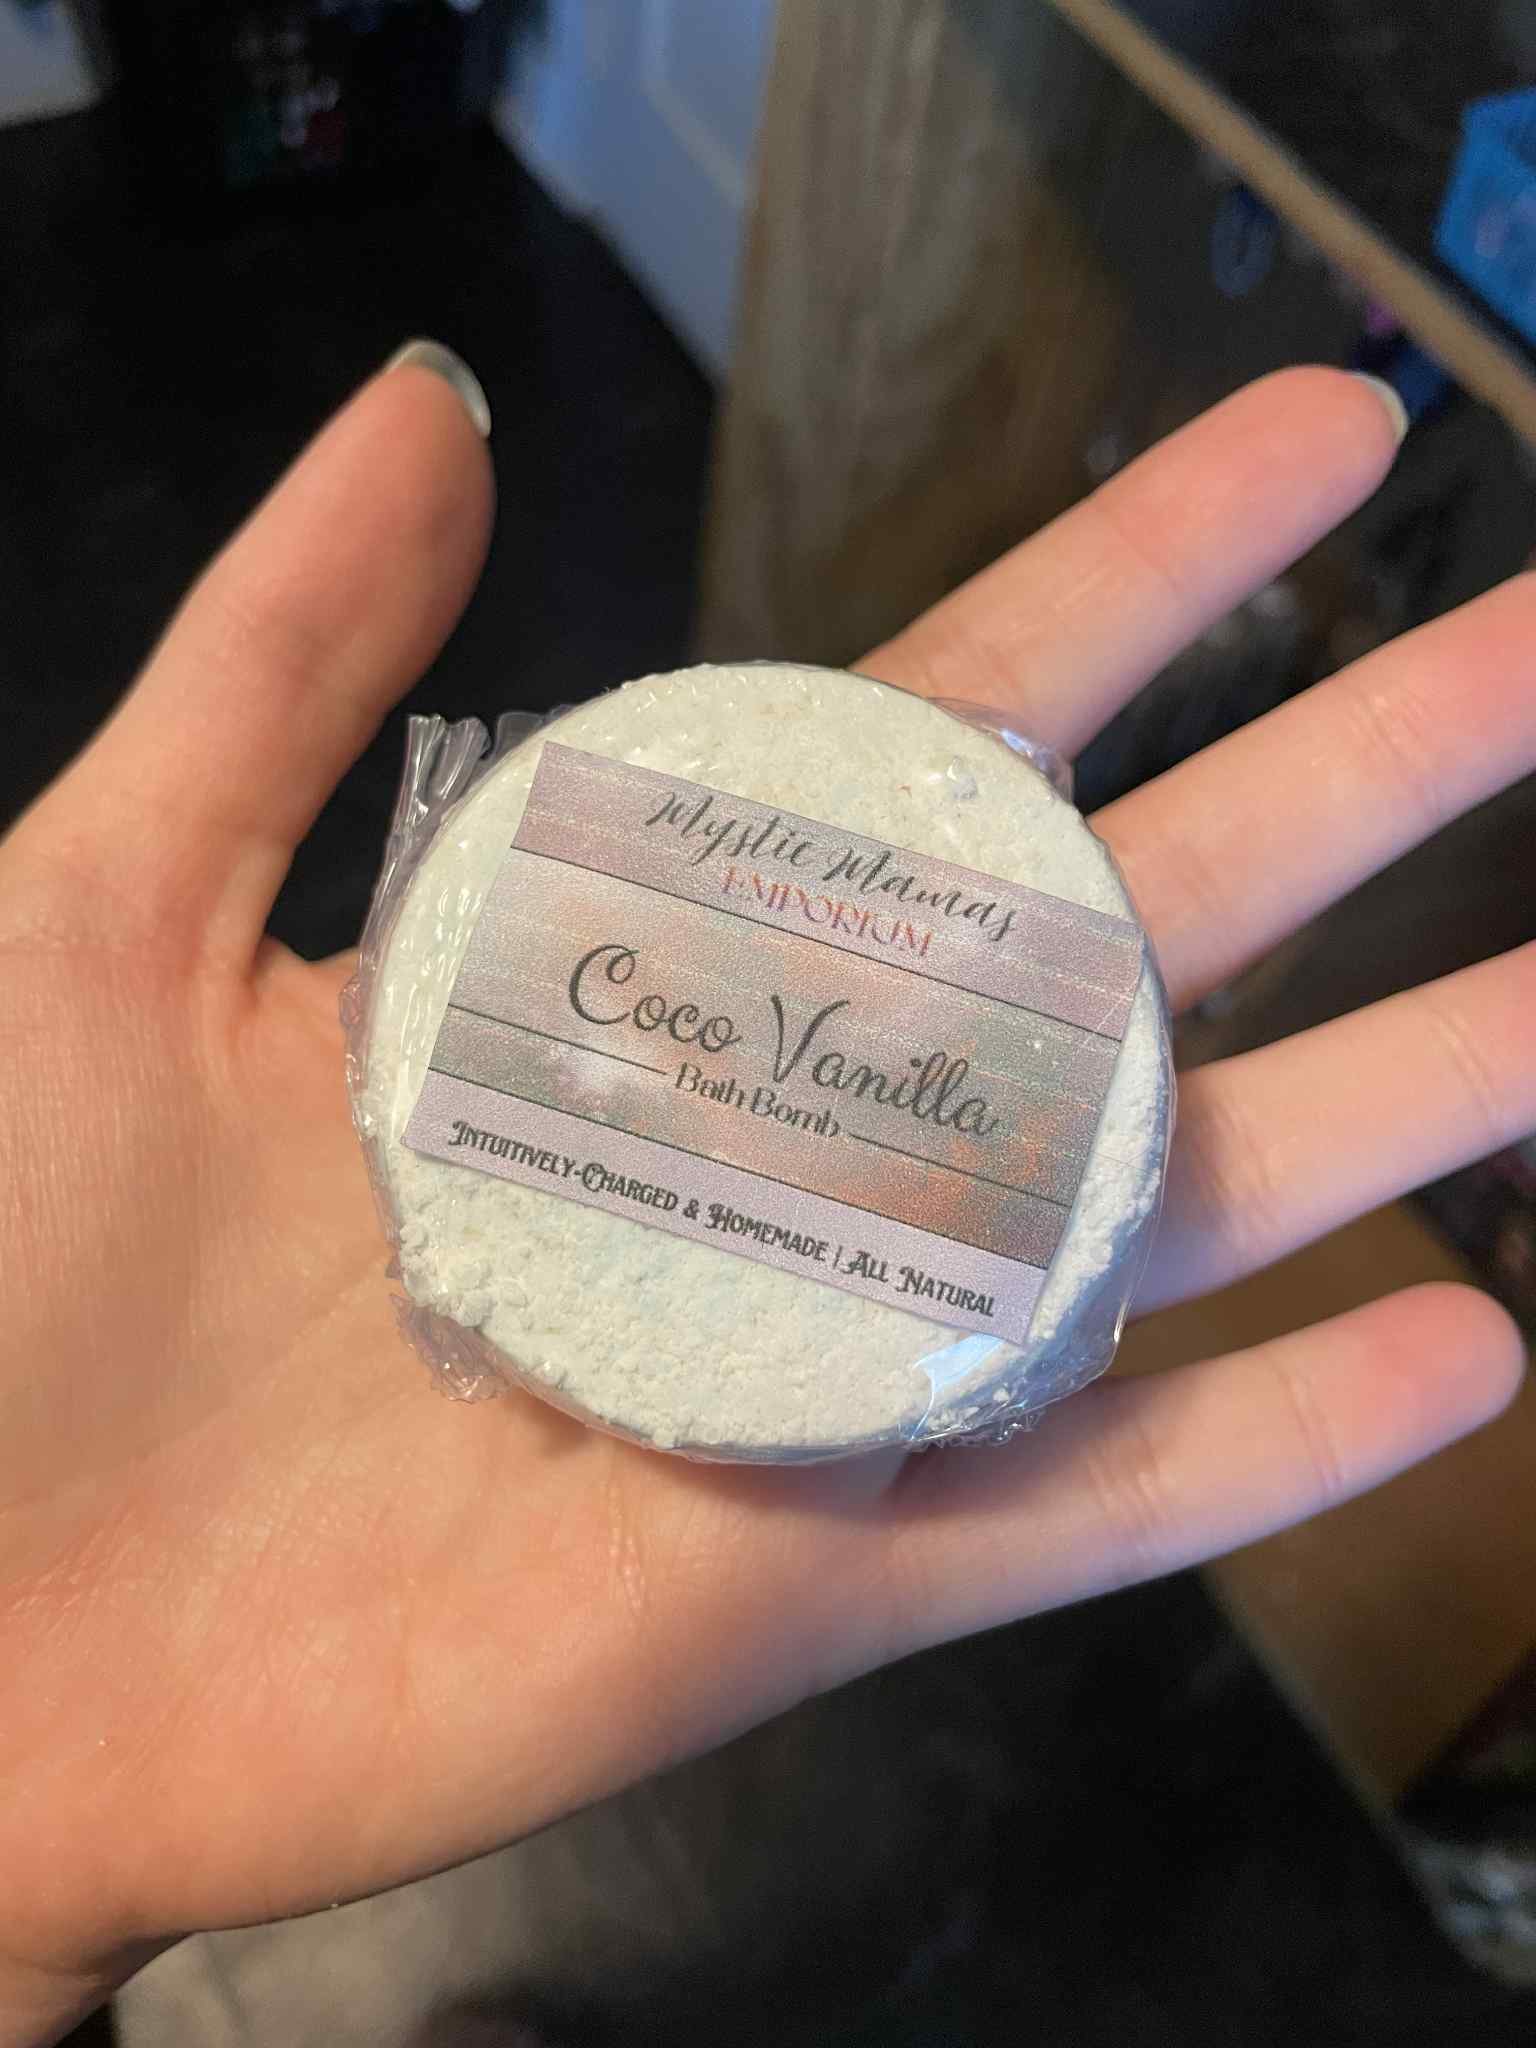 Mystic Mamas
EMPORIUM
Coco Vanilla
Bath Bomb
INTUITIVELY-CHARGED & HOMEMADE | ALL NATURAL